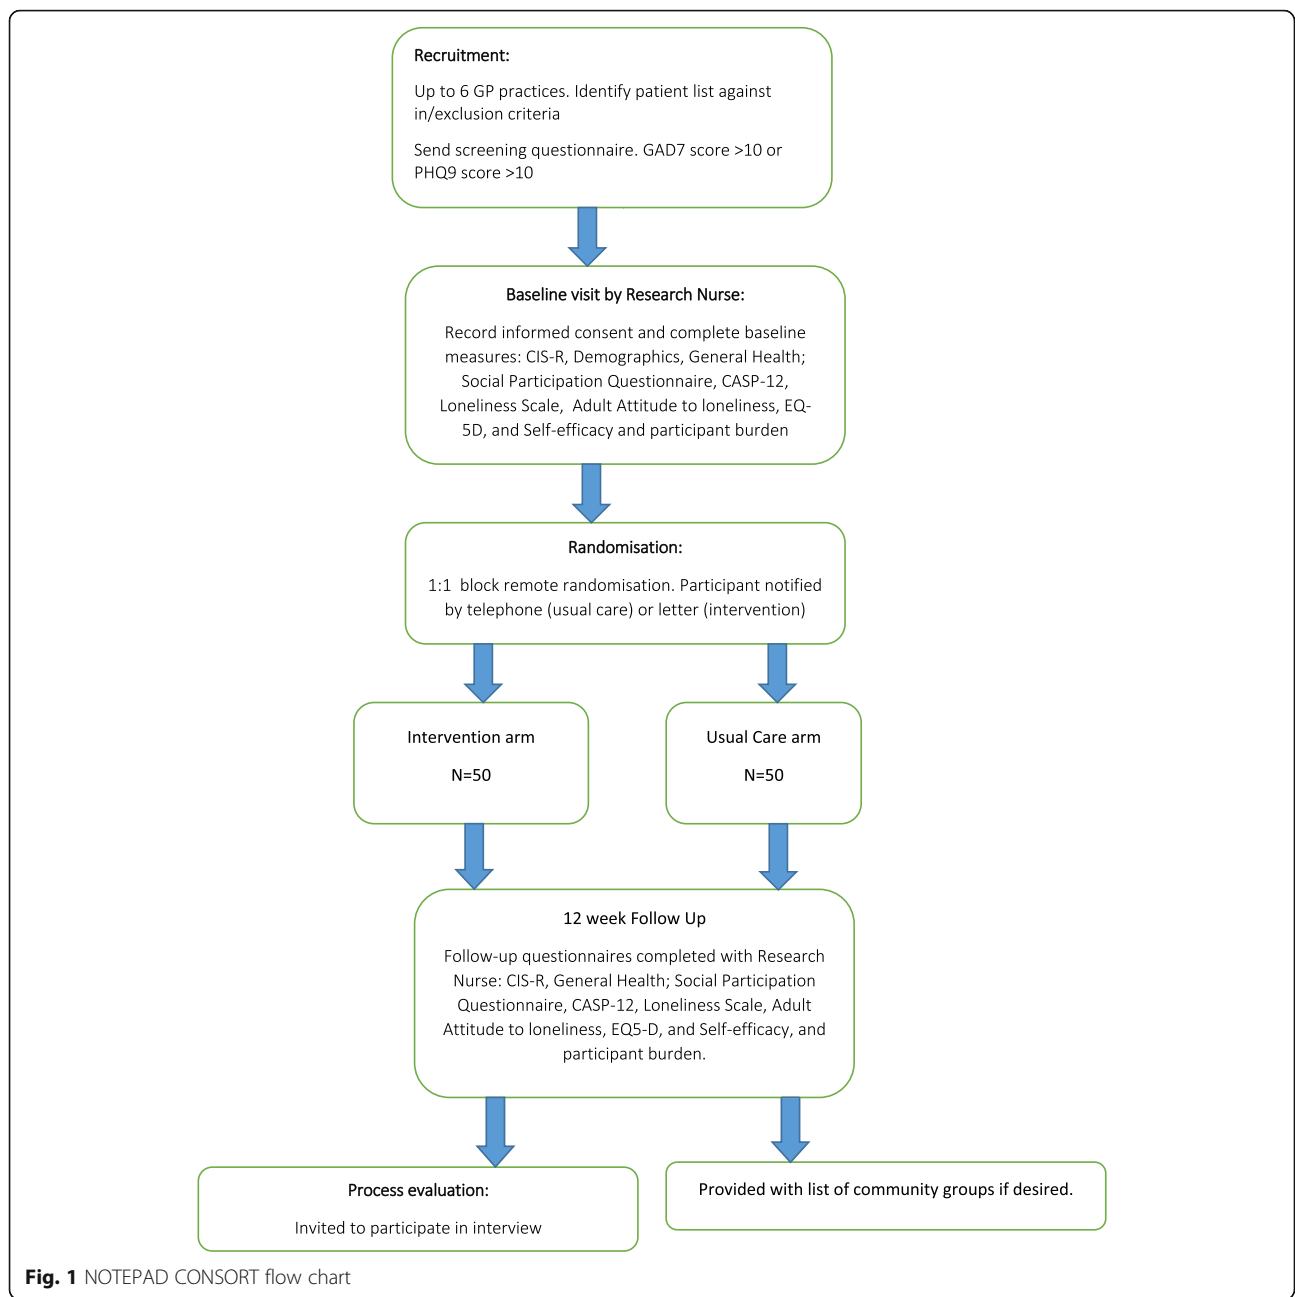 Recruitment:
Up to 6 GP practices. Identify patient list against
in/exclusion criteria
Send screening questionnaire. GAD7 score >10 or
PHQ9 score >10
Baseline visit by Research Nurse:
Record informed consent and complete baseline
measures: CIS-R, Demographics, General Health;
Social Participation Questionnaire, CASP-12,
Loneliness Scale, Adult Attitude to loneliness, EQ-
5D, and Self-efficacy and participant burden
Randomisation:
1:1 block remote randomisation. Participant notified
by telephone (usual care) or letter (intervention)
Intervention arm
N=50
Usual Care arm
N=50
12 week Follow Up
Follow-up questionnaires completed with Research
Nurse: CIS-R, General Health; Social Participation
Questionnaire, CASP-12, Loneliness Scale, Adult
Attitude to loneliness, EQ5-D, and Self-efficacy, and
participant burden.
Process evaluation:
Invited to participate in interview
Provided with list of community groups if desired.
Fig. 1 NOTEPAD CONSORT flow chart